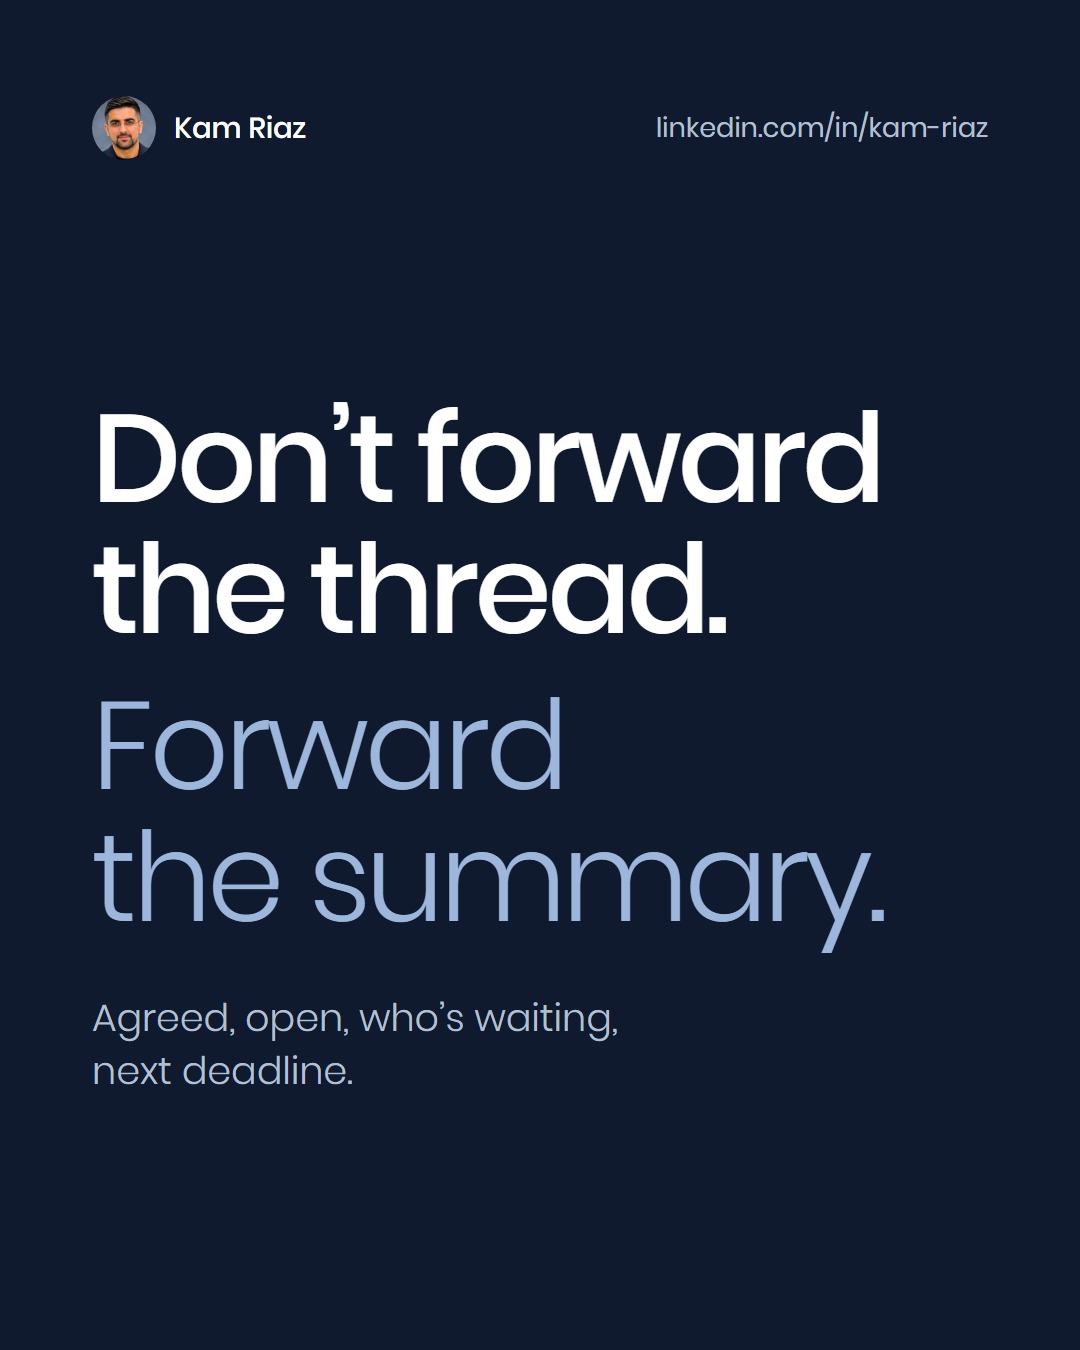 Kam Riaz
linkedin.com/in/kam-riaz
Don’t forward
the thread.
Forward
the summary.
Agreed, open, who’s waiting,
next deadline.